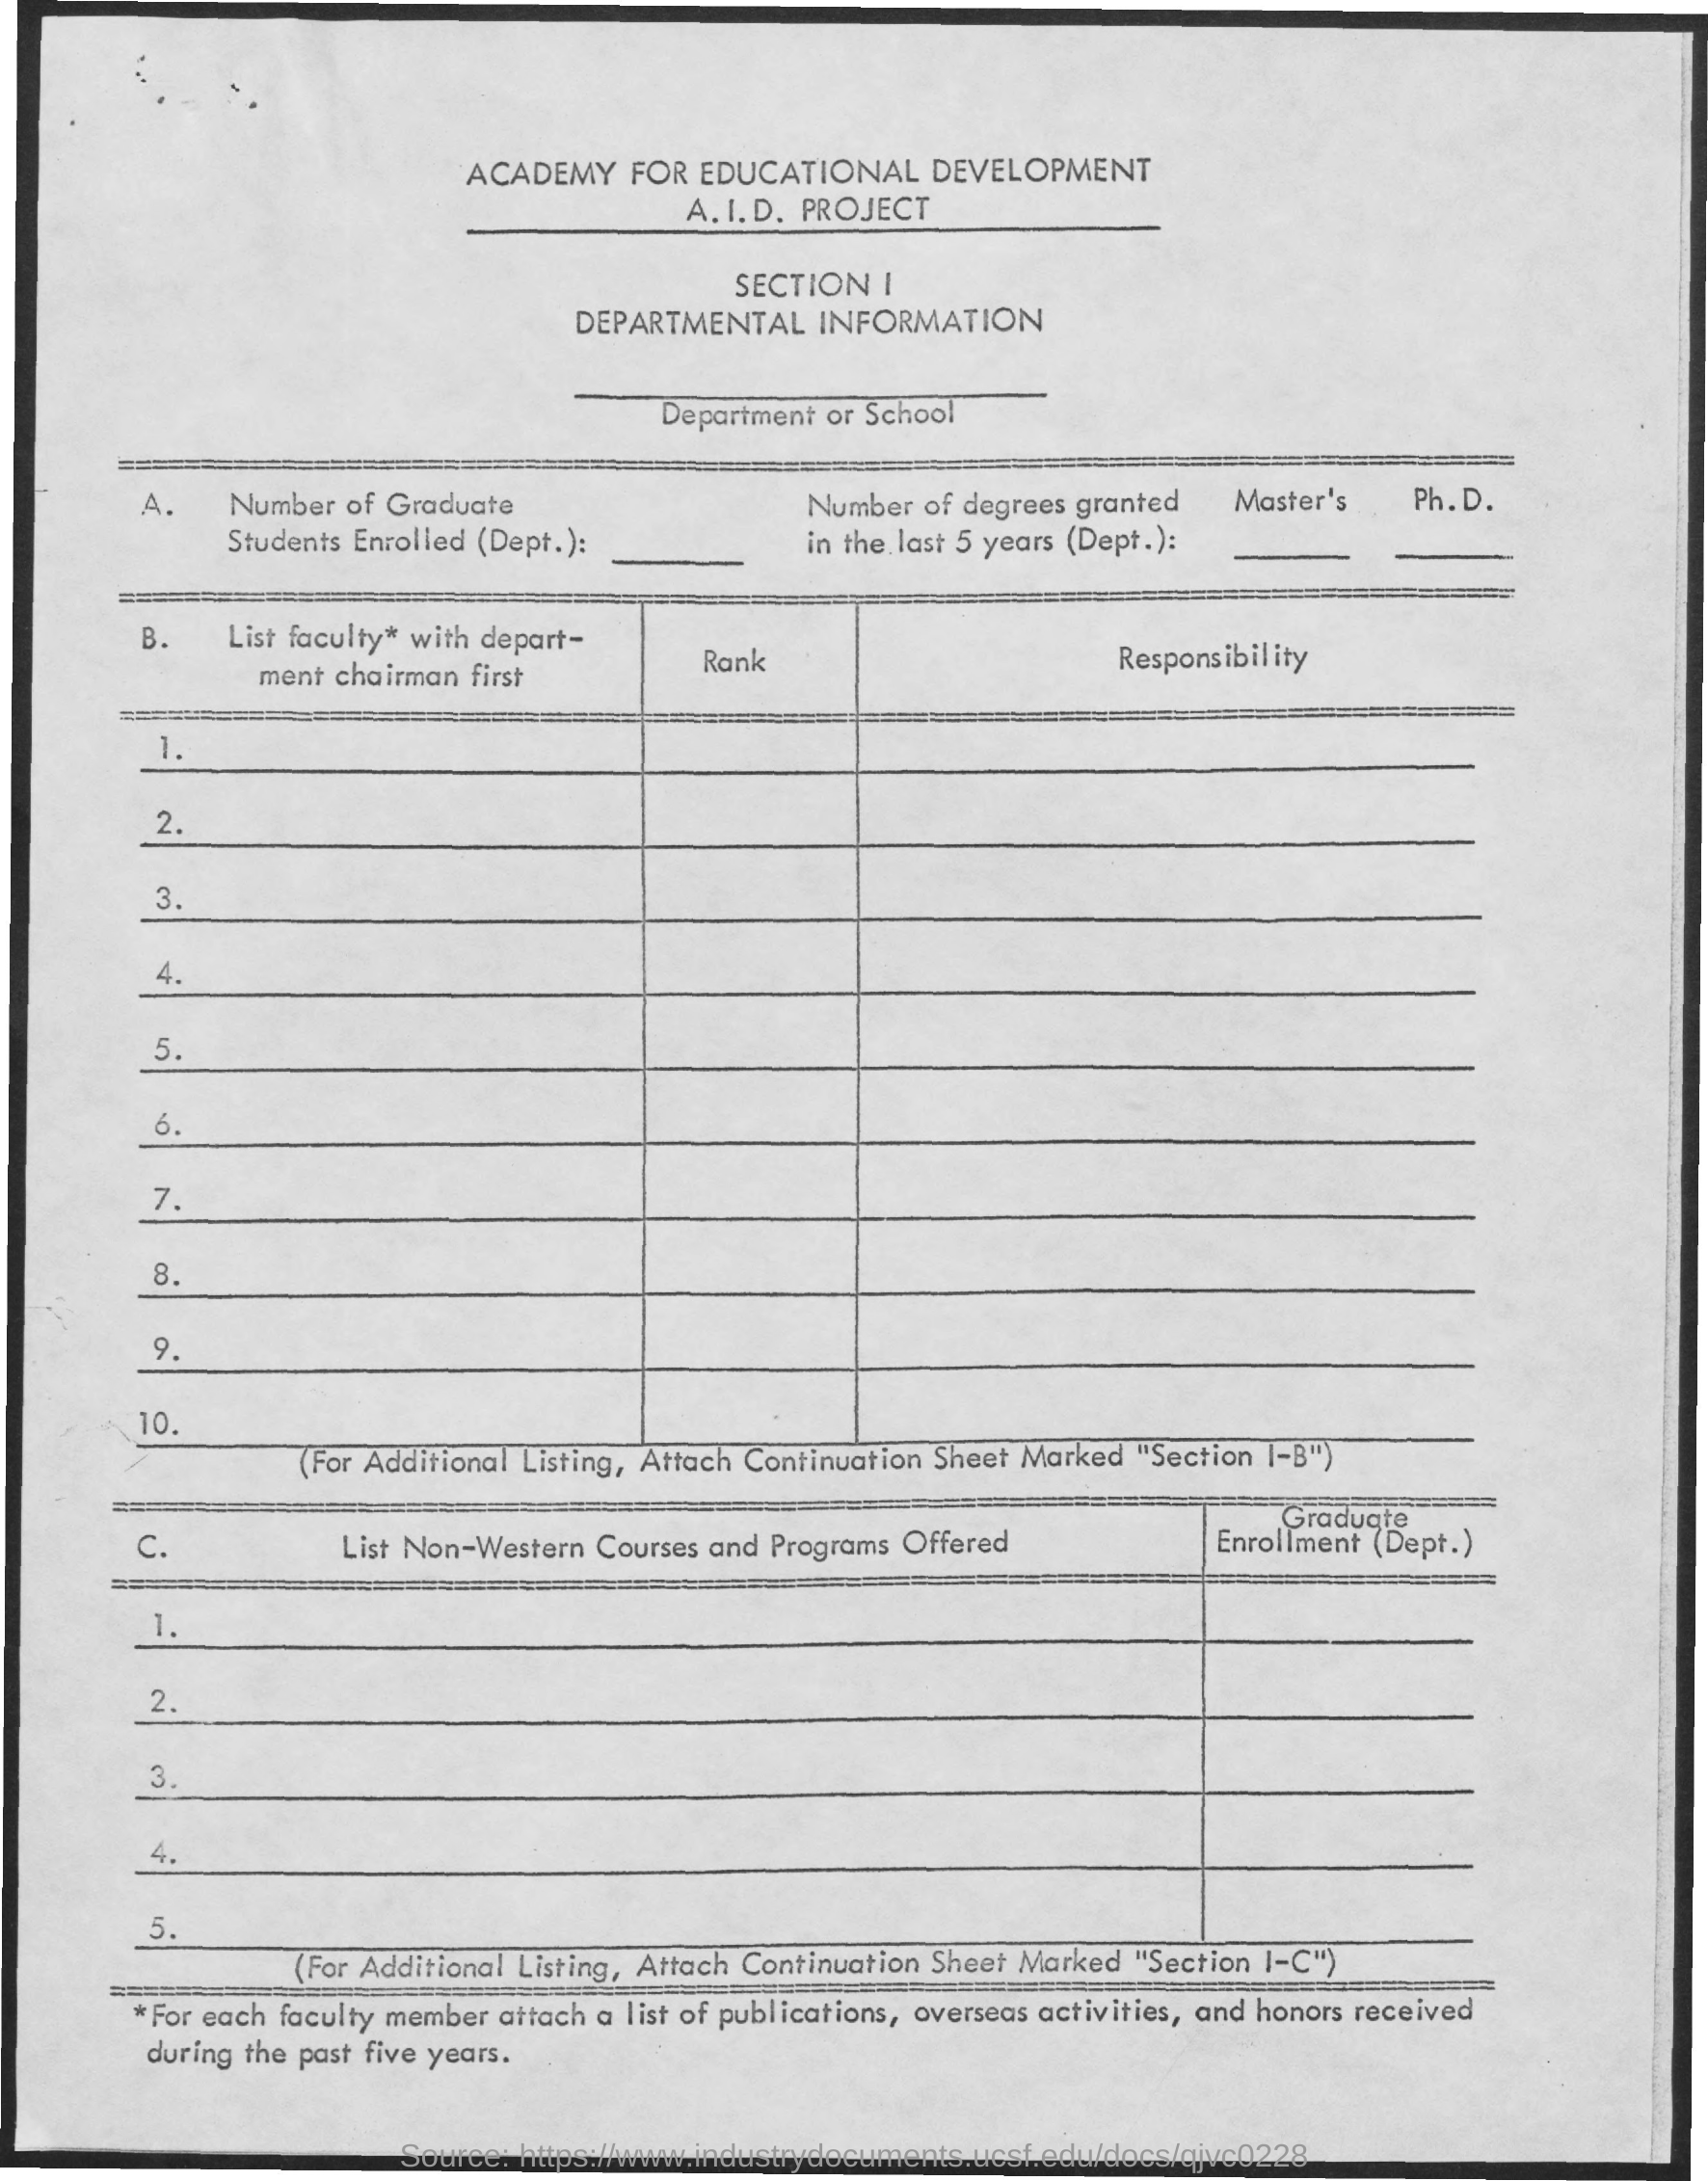 ACADEMY FOR EDUCATIONAL DEVELOPMENT
A.I.D. PROJECT
SECTION I
DEPARTMENTAL INFORMATION
Department or School
A. Number of Graduate Students Enrolled (Dept.): Number of degrees granted in the last 5 years (Dept.): Master's Ph.D.
B. List faculty* with depart-
ment chairman first
Rank
Responsibility
1.
2.
3.
4.
5.
6.
7.
8.
9.
10.
(For Additional Listing, Attach Continuation Sheet Marked "Section I-B")
C. List Non-Western Courses and Programs Offered
Graduate
Enrollment (Dept.)
1.
2.
3.
4.
5.
(For Additional Listing, Attach Continuation Sheet Marked "Section I-C")
*For each faculty member attach a list of publications, overseas activities, and honors received
during the past five years.
Source: https://www.industrydocuments.ucsf.edu/docs/qjvc0228